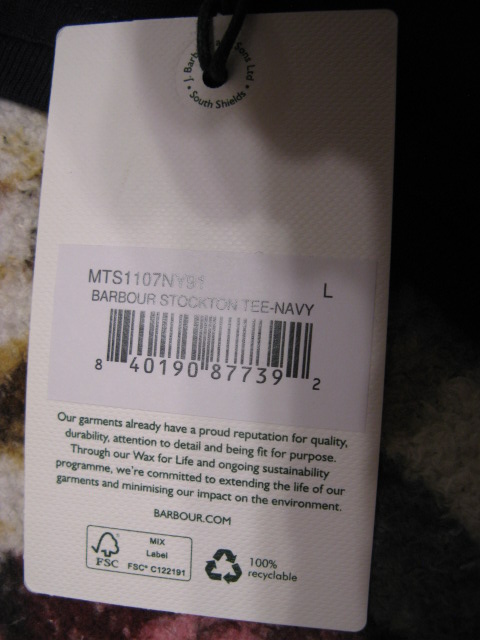 J. Barb Sons Ltd
• South Shields •
MTS1107NY91
L
BARBOUR STOCKTON TEE-NAVY
8 40190 87739 2
Our garments already have a proud reputation for quality,
durability, attention to detail and being fit for purpose.
Through our Wax for Life and ongoing sustainability
programme, we're committed to extending the life of our
garments and minimising our impact on the environment.
BARBOUR.COM
FSC
MIX
Label
FSC® C122191
100%
recyclable